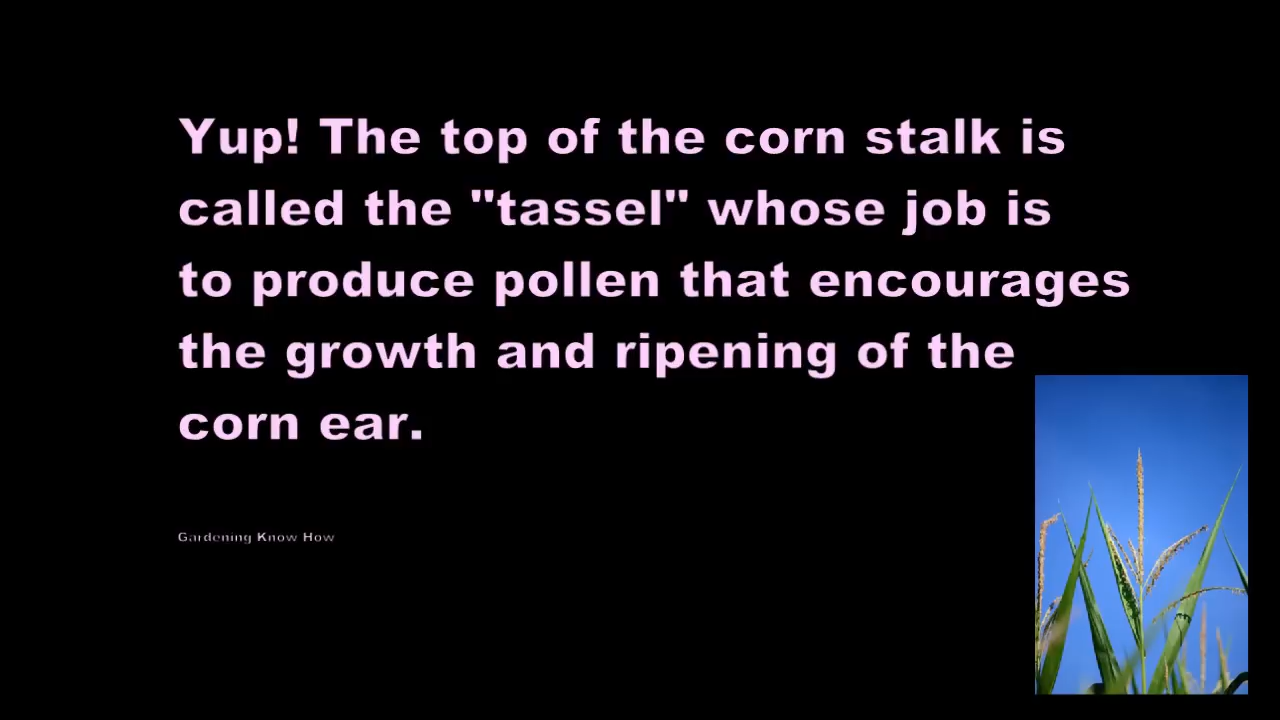 Yup! The top of the corn stalk is
called the "tassel" whose job is
to produce pollen that encourages
the growth and ripening of the
corn ear.
Gardening Know How